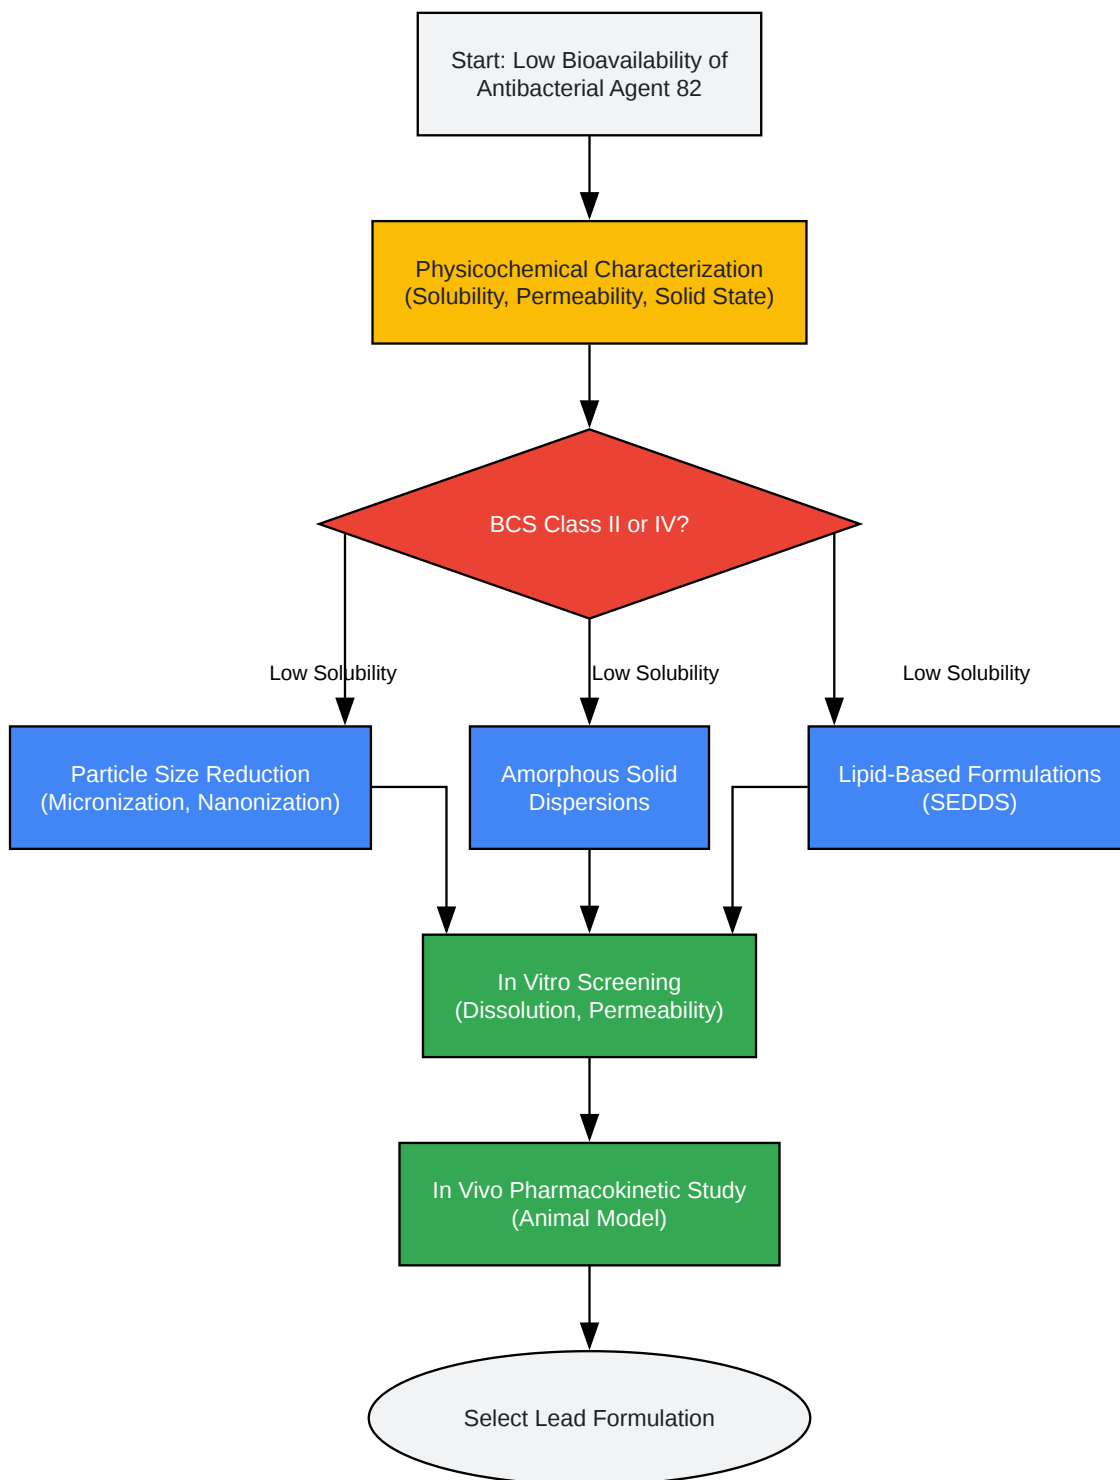 Start: Low Bioavailability of
Antibacterial Agent 82
Physicochemical Characterization
(Solubility, Permeability, Solid State)
BCS Class II or IV?
Low Solubility
Low Solubility
Low Solubility
Particle Size Reduction
(Micronization, Nanonization)
Amorphous Solid
Dispersions
Lipid-Based Formulations
(SEDDS)
In Vitro Screening
(Dissolution, Permeability)
In Vivo Pharmacokinetic Study
(Animal Model)
Select Lead Formulation